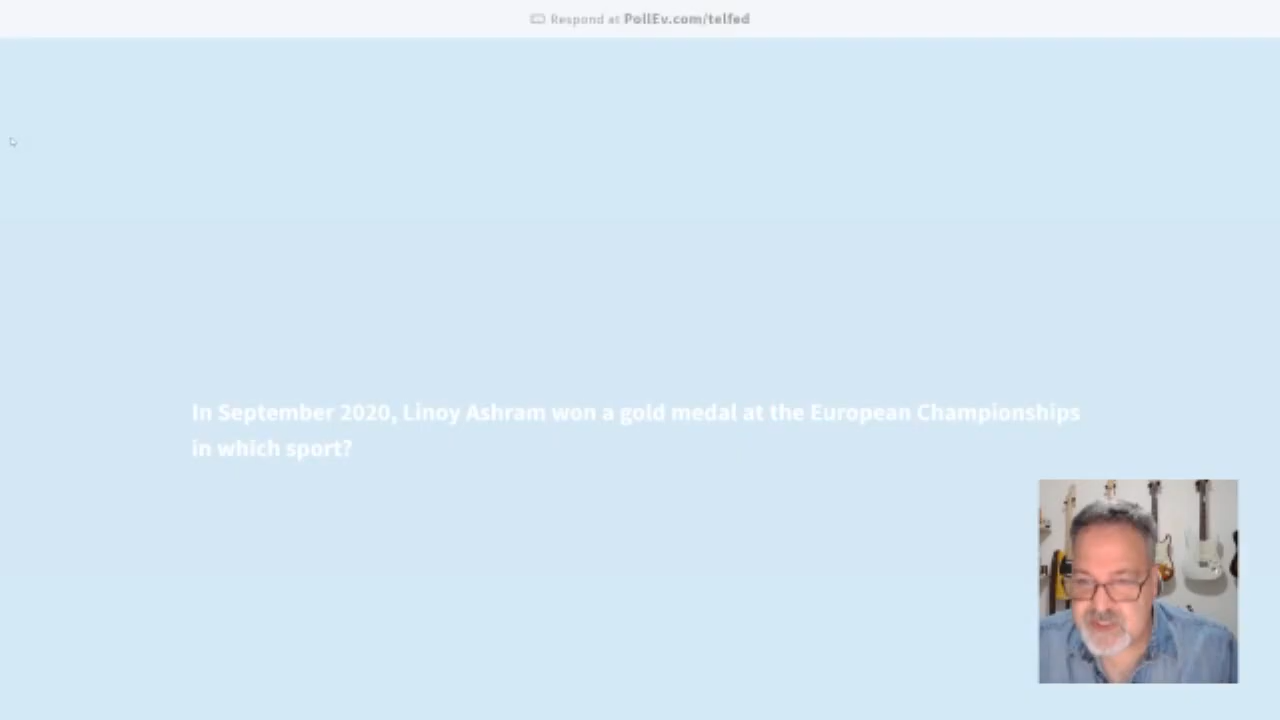 Respond at PollEv.com/telfed
In September 2020, Linoy Ashram won a gold medal at the European Championships
in which sport?